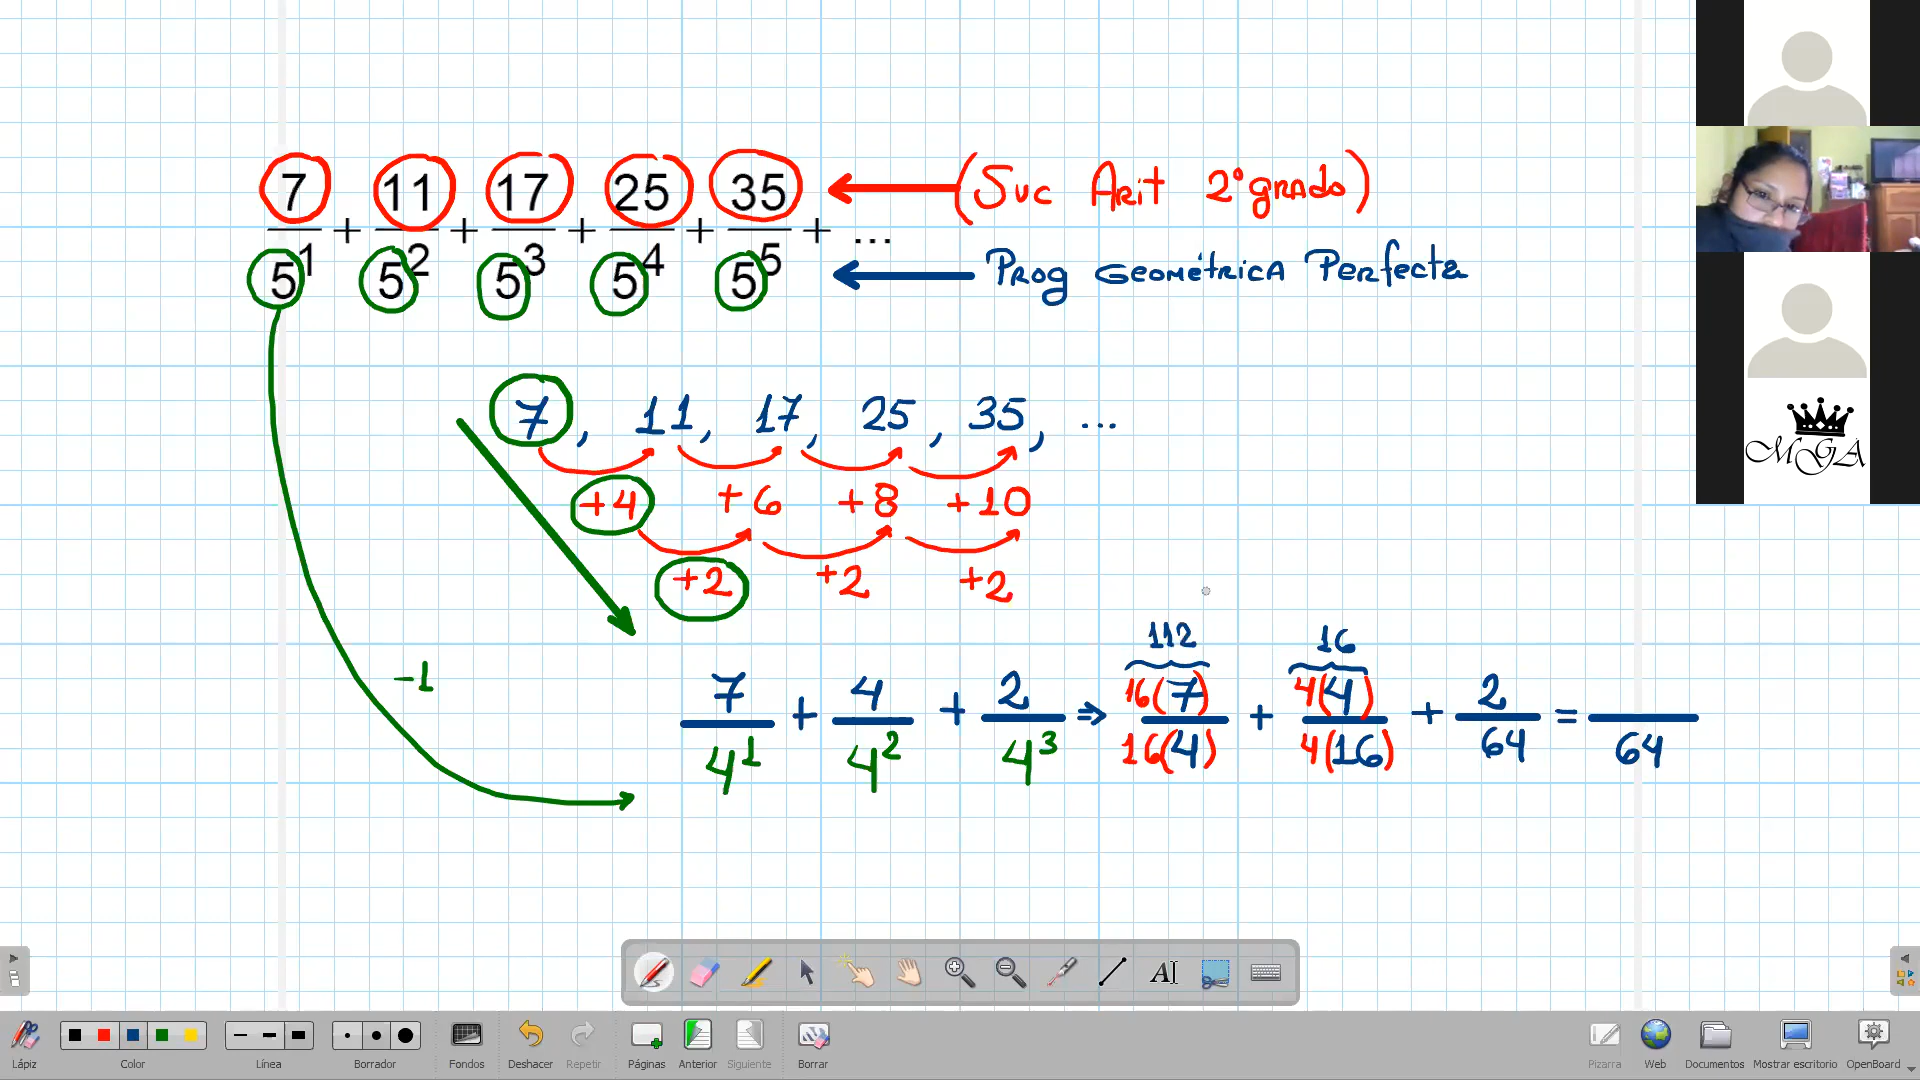 7 11 17 25 35 ← (Suc Arit 2° grado)
— + — + — + — + — + ...
5^1 5^2 5^3 5^4 5^5 ← Prog Geométrica Perfecta
7, 11, 17, 25, 35, ...
+4 +6 +8 +10
+2 +2 +2
-1
112 16
7/4^1 + 4/4^2 + 2/4^3 ⇒ 16(7)/16(4) + 4(4)/4(16) + 2/64 = /64
MGA
AI
Lápiz Color Línea Borrador Fondos Deshacer Repetir Páginas Anterior Siguiente Borrar Pizarra Web Documentos Mostrar escritorio OpenBoard